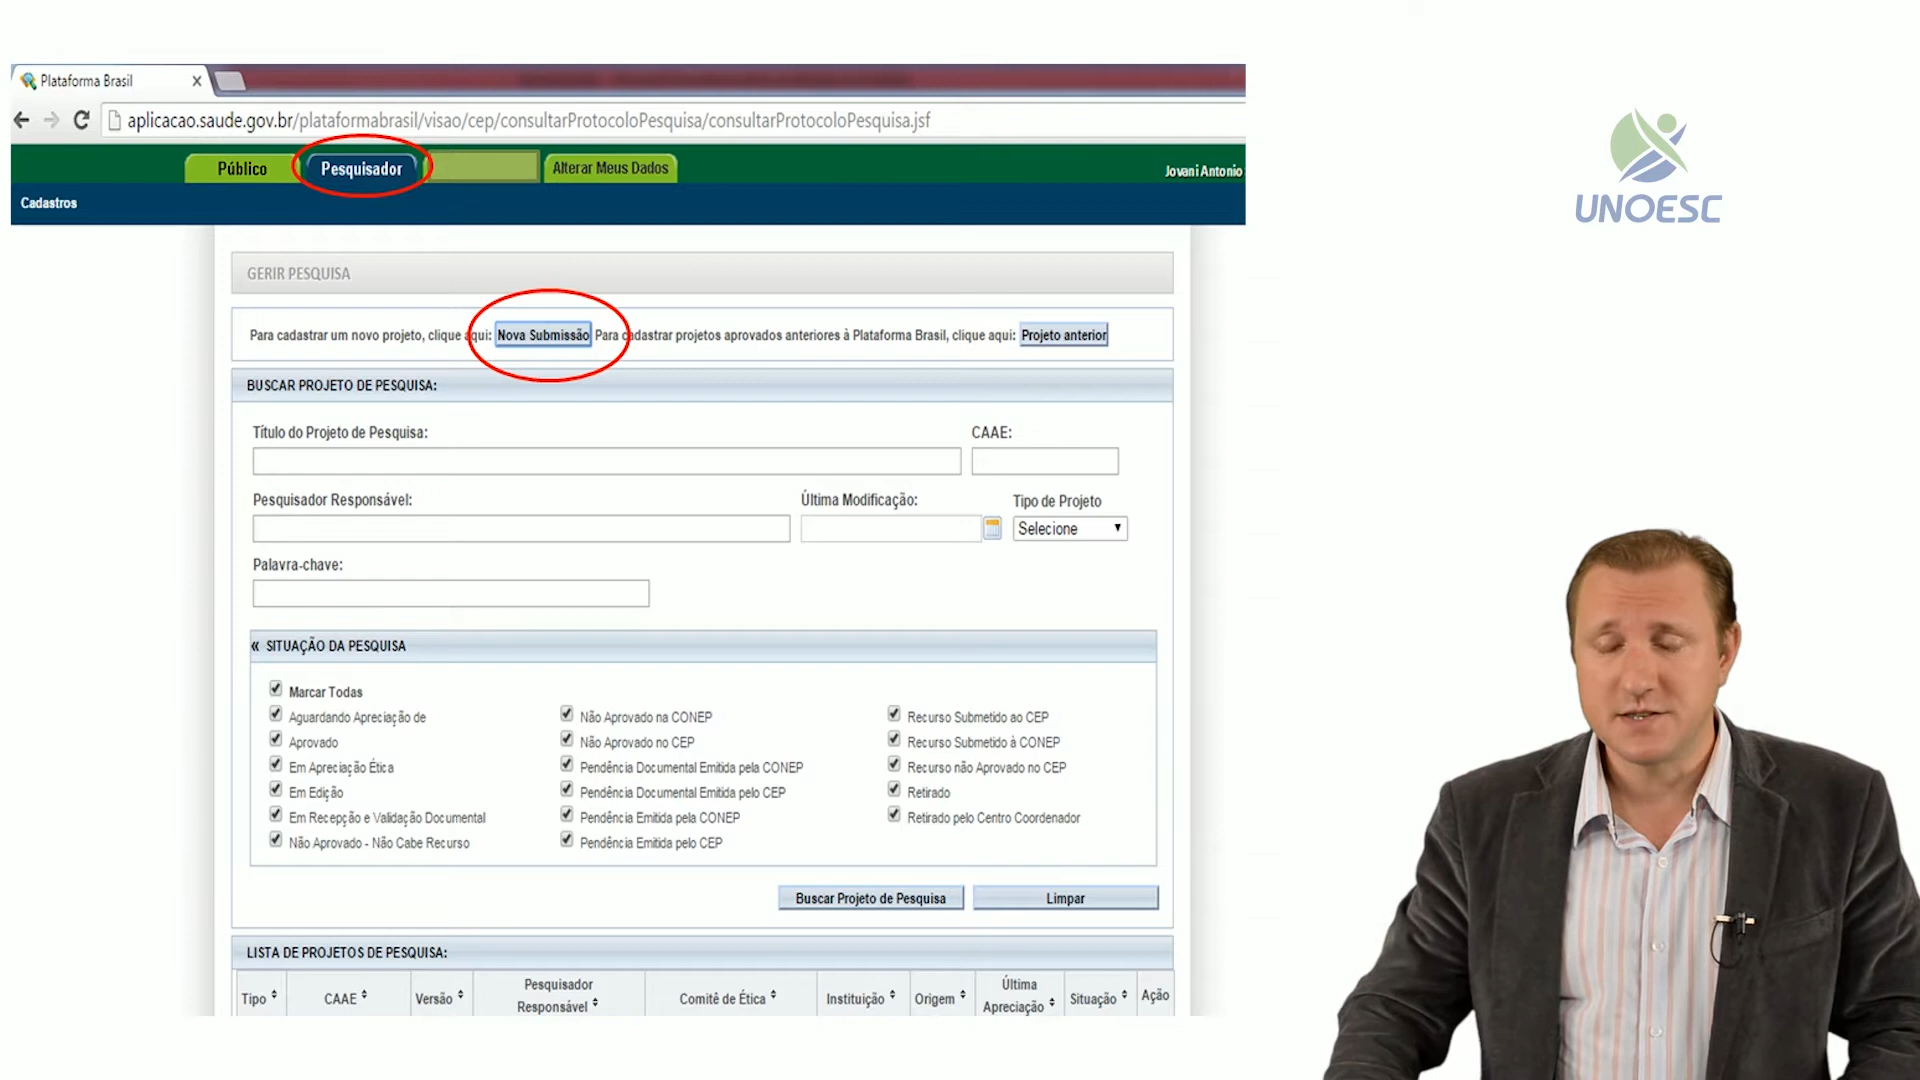 Plataforma Brasil
aplicacao.saude.gov.br/plataformabrasil/visao/cep/consultarProtocoloPesquisa/consultarProtocoloPesquisa.jsf
Público Pesquisador Alterar Meus Dados Jovani Antonio
Cadastros
UNOESC
GERIR PESQUISA
Para cadastrar um novo projeto, clique aqui: Nova Submissão Para cadastrar projetos aprovados anteriores à Plataforma Brasil, clique aqui: Projeto anterior
BUSCAR PROJETO DE PESQUISA:
Título do Projeto de Pesquisa: CAAE:
Pesquisador Responsável: Última Modificação: Tipo de Projeto
Selecione
Palavra-chave:
« SITUAÇÃO DA PESQUISA
Marcar Todas
Aguardando Apreciação de Não Aprovado na CONEP Recurso Submetido ao CEP
Aprovado Não Aprovado no CEP Recurso Submetido à CONEP
Em Apreciação Ética Pendência Documental Emitida pela CONEP Recurso não Aprovado no CEP
Em Edição Pendência Documental Emitida pelo CEP Retirado
Em Recepção e Validação Documental Pendência Emitida pela CONEP Retirado pelo Centro Coordenador
Não Aprovado - Não Cabe Recurso Pendência Emitida pelo CEP
Buscar Projeto de Pesquisa Limpar
LISTA DE PROJETOS DE PESQUISA:
Tipo CAAE Versão Pesquisador Responsável Comitê de Ética Instituição Origem Última Apreciação Situação Ação